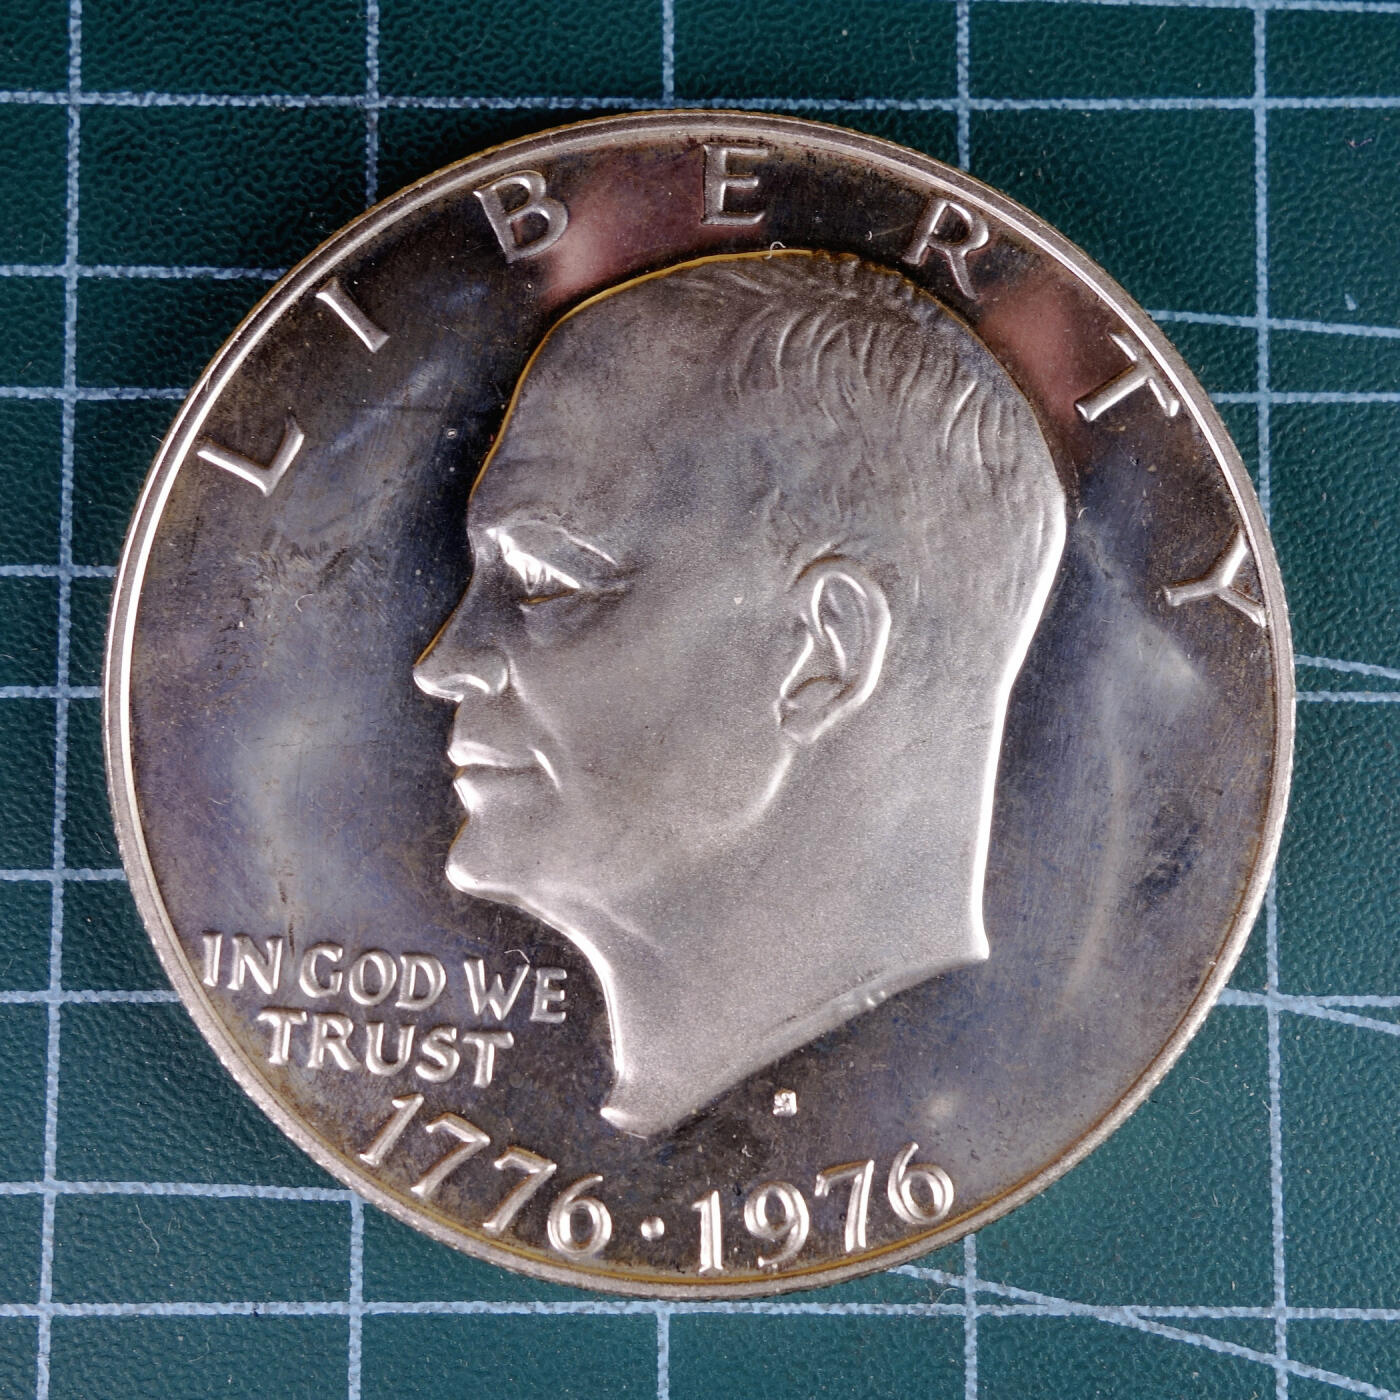 LIBERTY
IN GOD WE
TRUST
1776·1976